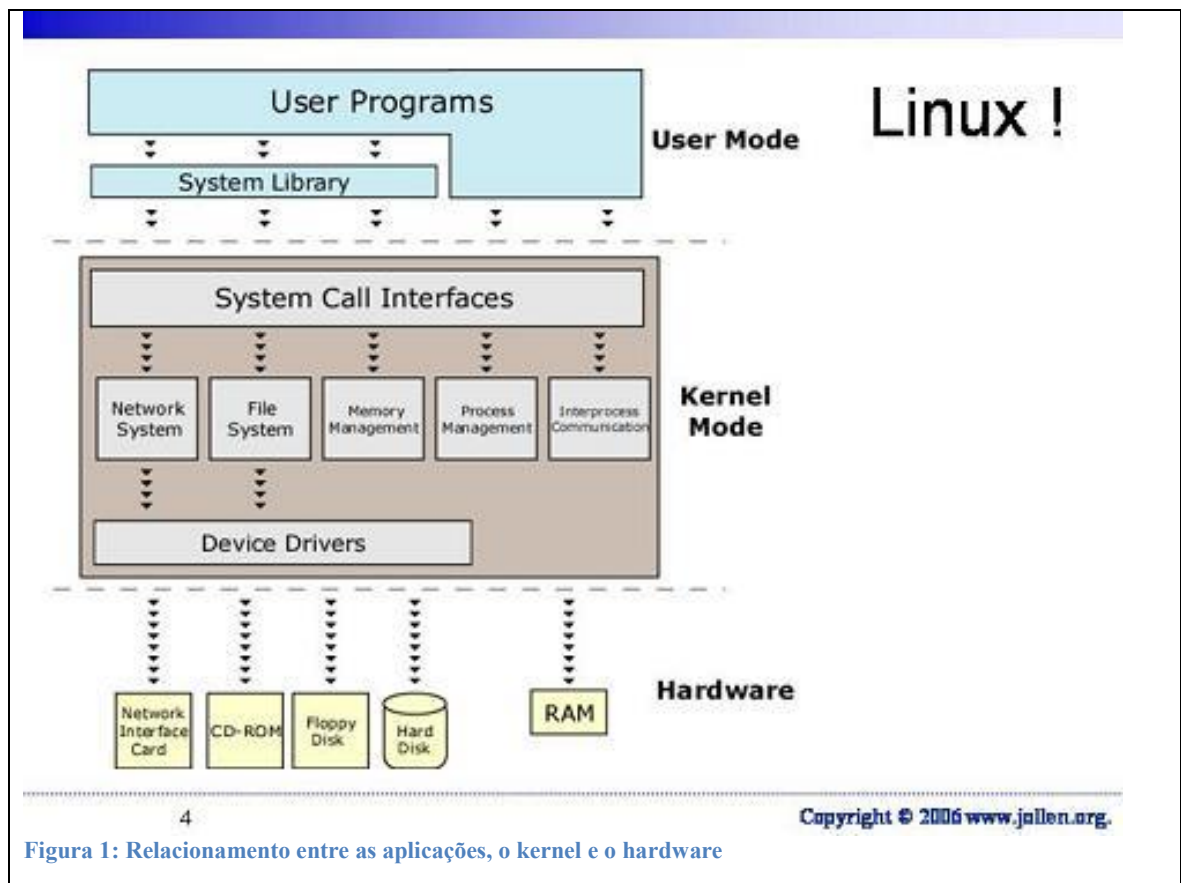 Linux !
User Programs
User Mode
System Library
System Call Interfaces
Network
System
File
System
Memory
Management
Process
Management
Interprocess
Communication
Kernel
Mode
Device Drivers
Hardware
Network
Interface
Card
CD-ROM
Floppy
Disk
Hard
Disk
RAM
4
Copyright © 2006 www.jollen.org.
Figura 1: Relacionamento entre as aplicações, o kernel e o hardware